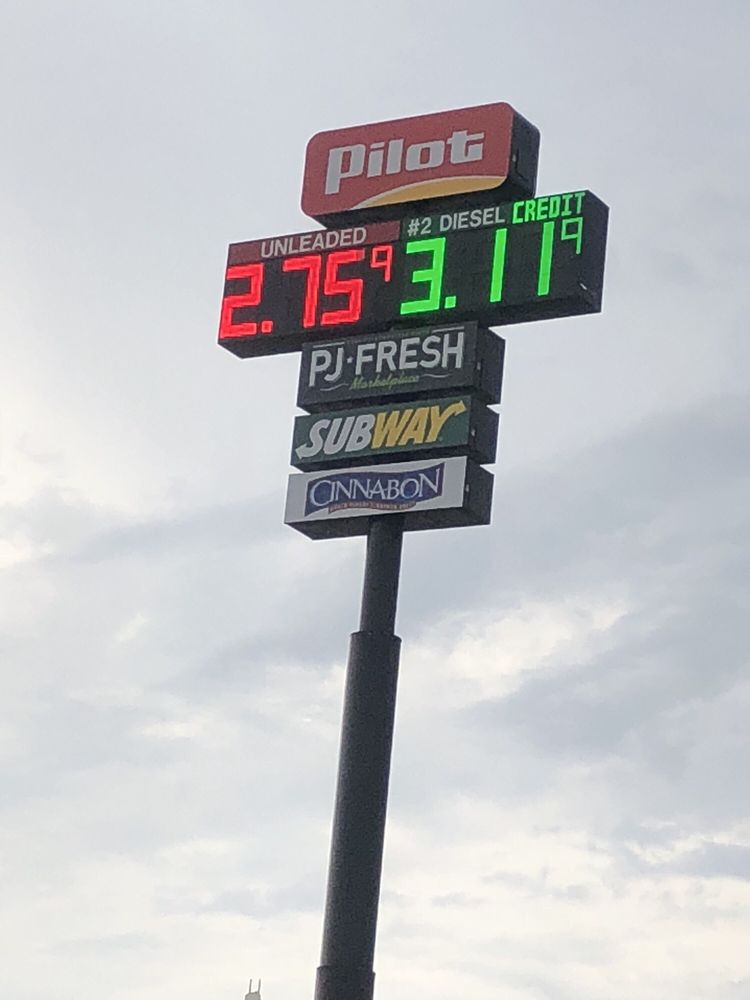 Pilot
UNLEADED #2 DIESEL CREDIT
2.759 3.119
PJ·FRESH
Marketplace
SUBWAY
CINNABON